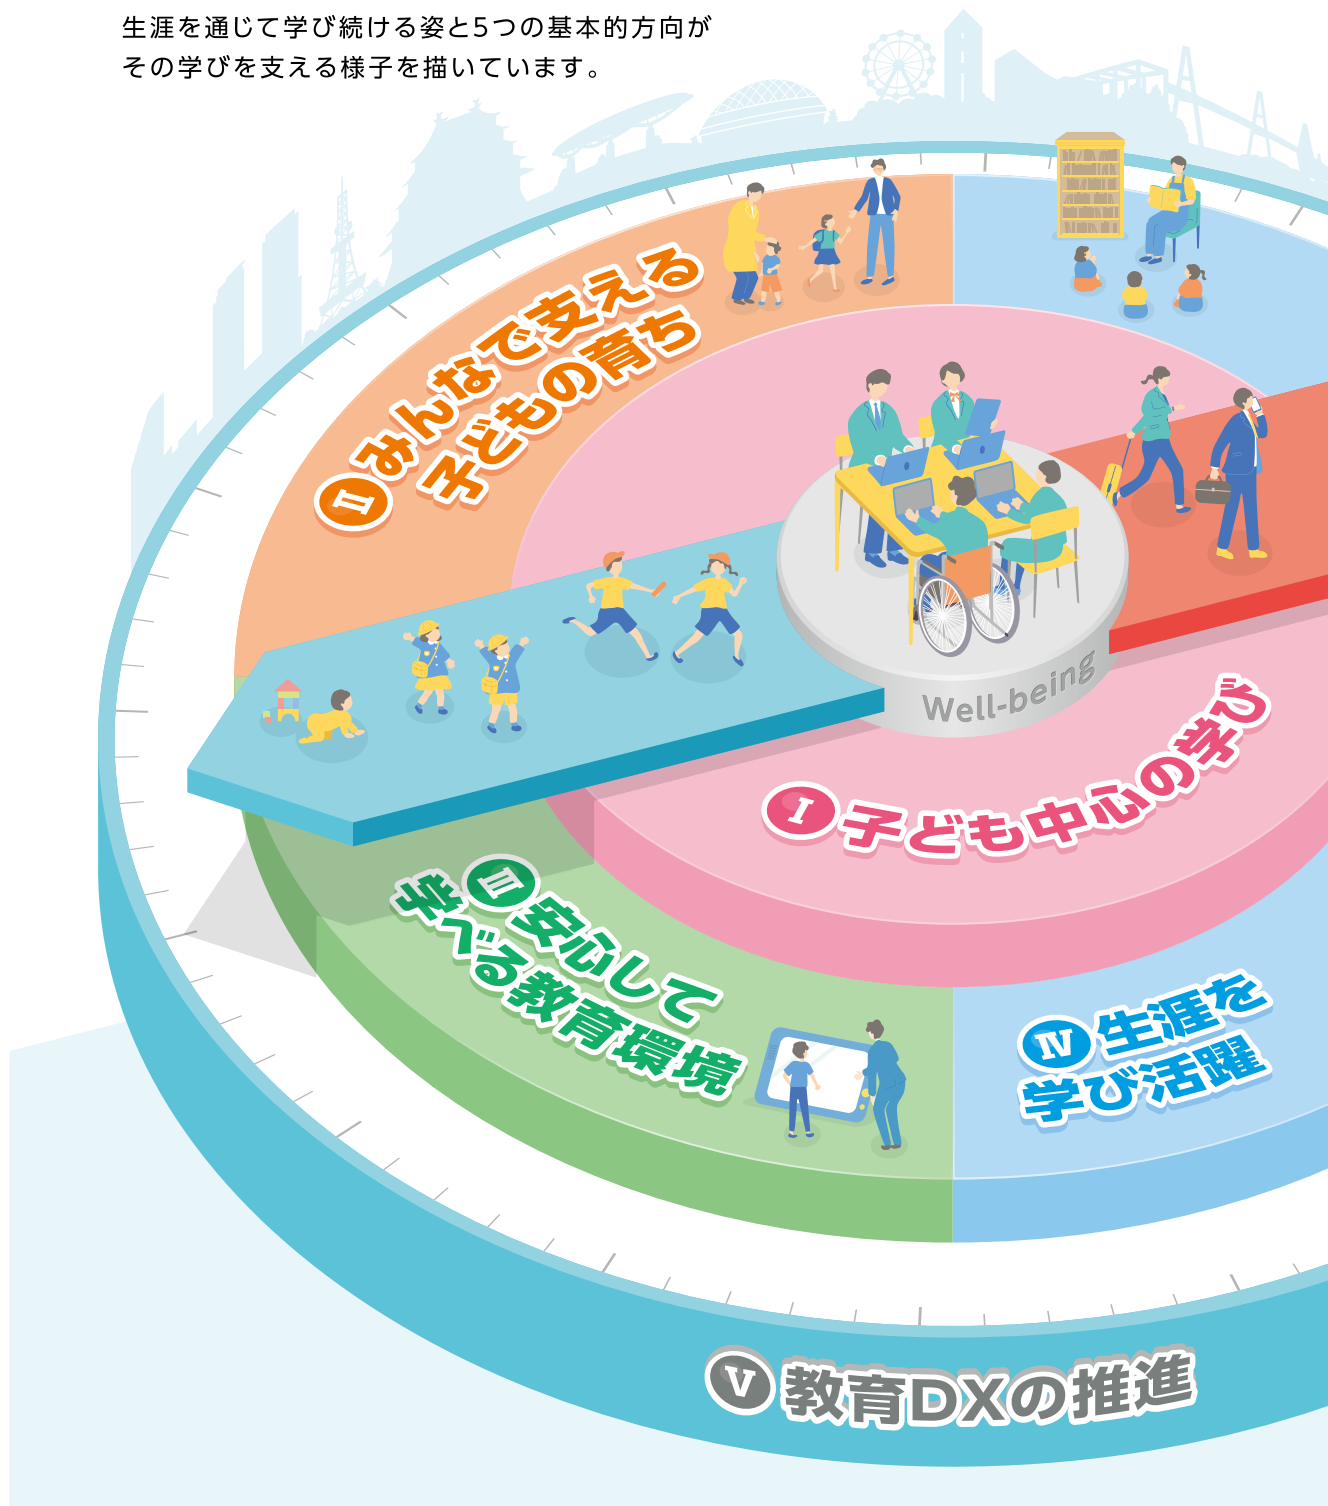 生涯を通じて学び続ける姿と5つの基本的方向が
その学びを支える様子を描いています。
II みんなで支える
子どもの育ち
Well-being
I 子ども中心の学び
III 安心して
学べる教育環境
IV 生涯を
学び活躍
V 教育DXの推進